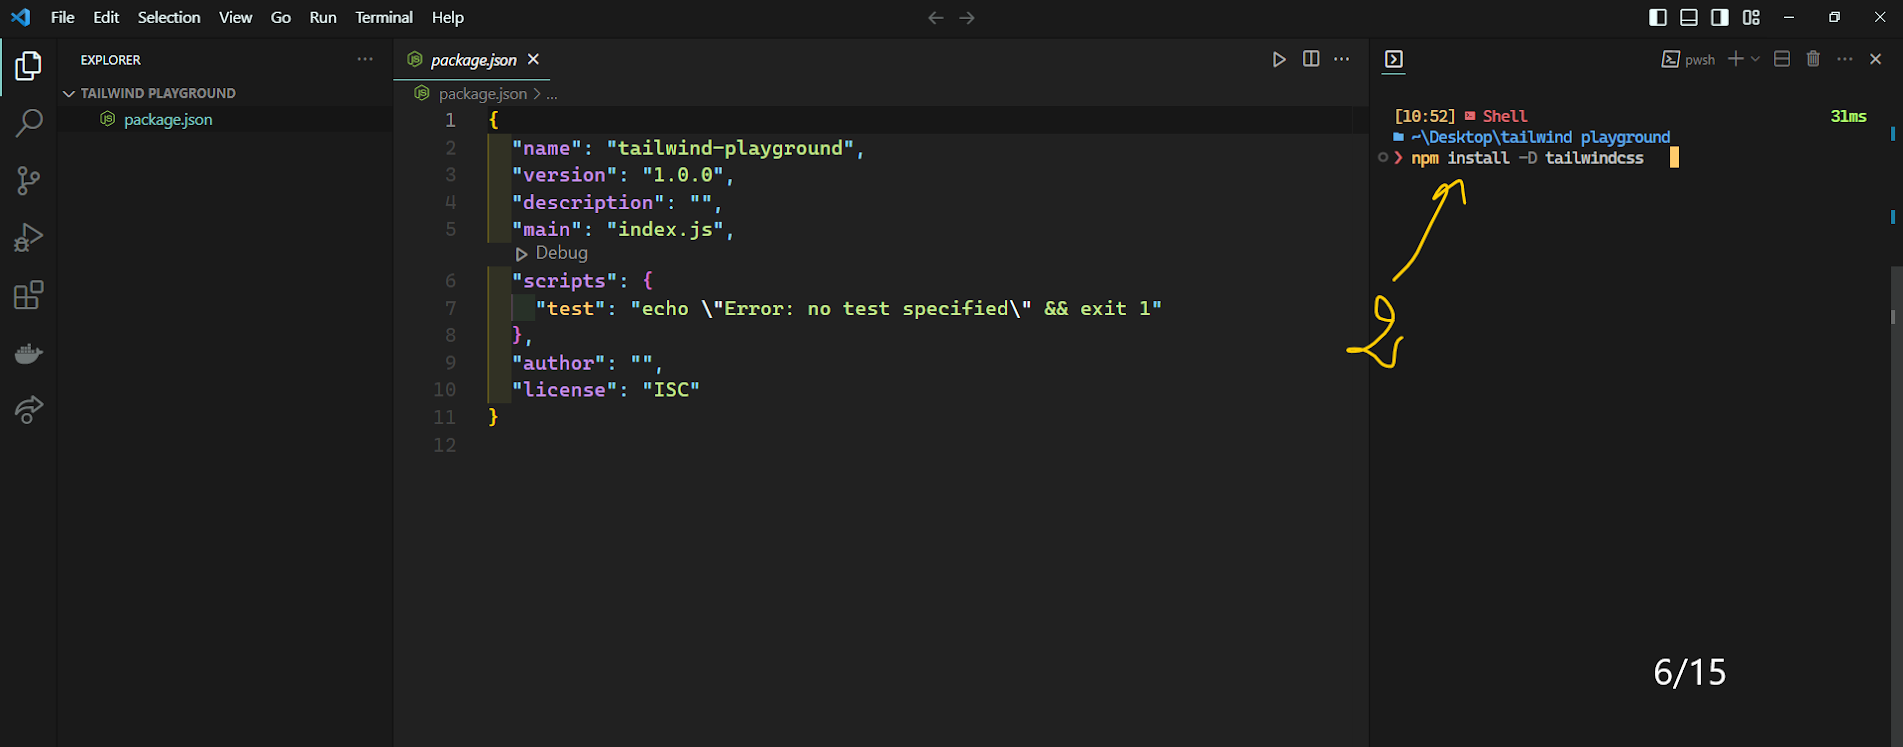 File Edit Selection View Go Run Terminal Help
EXPLORER
TAILWIND PLAYGROUND
package.json
package.json
package.json > ...
1 {
2 "name": "tailwind-playground",
3 "version": "1.0.0",
4 "description": "",
5 "main": "index.js",
Debug
6 "scripts": {
7 "test": "echo \"Error: no test specified\" && exit 1"
8 },
9 "author": "",
10 "license": "ISC"
11 }
12
pwsh
[10:52] Shell 31ms
~\Desktop\tailwind playground
❯ npm install -D tailwindcss
2
6/15